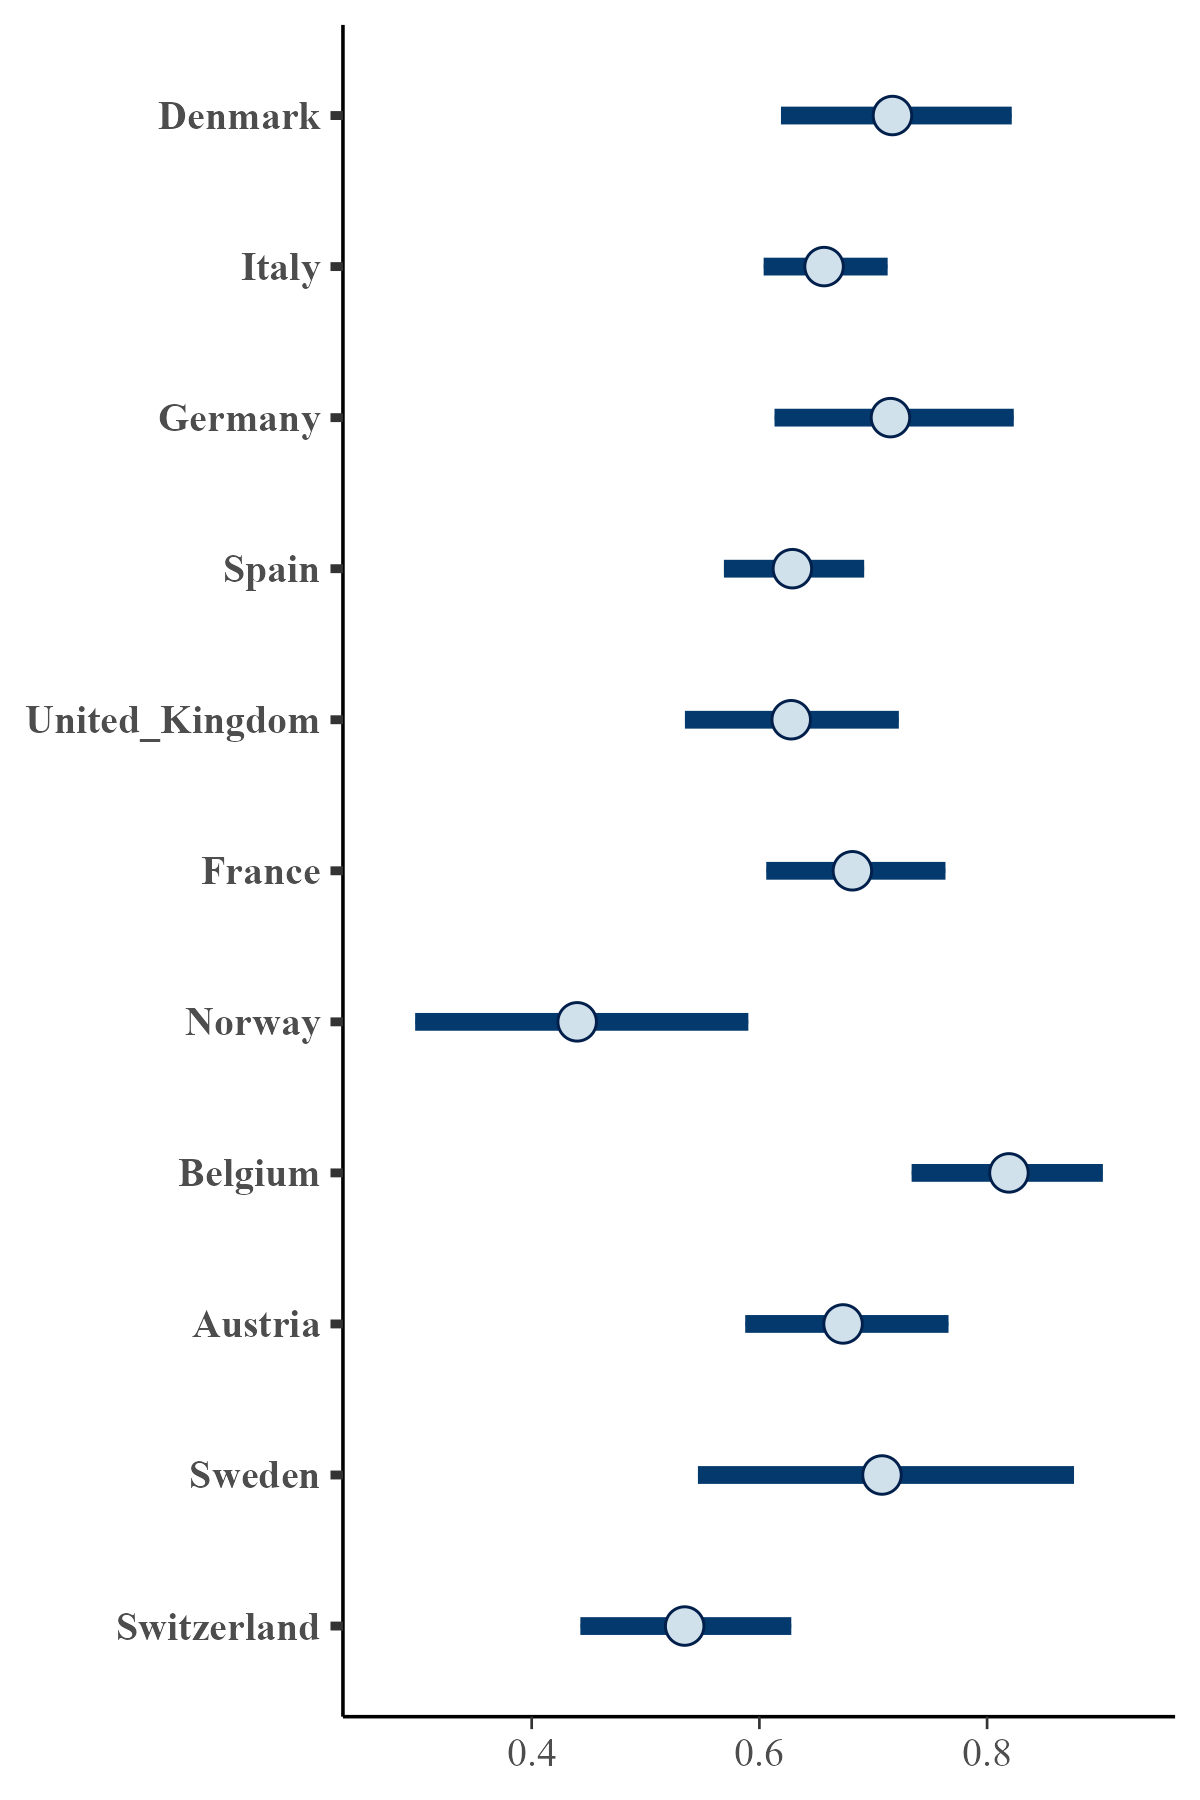 Denmark
Italy
Germany
Spain
United_Kingdom
France
Norway
Belgium
Austria
Sweden
Switzerland
0.4 0.6 0.8